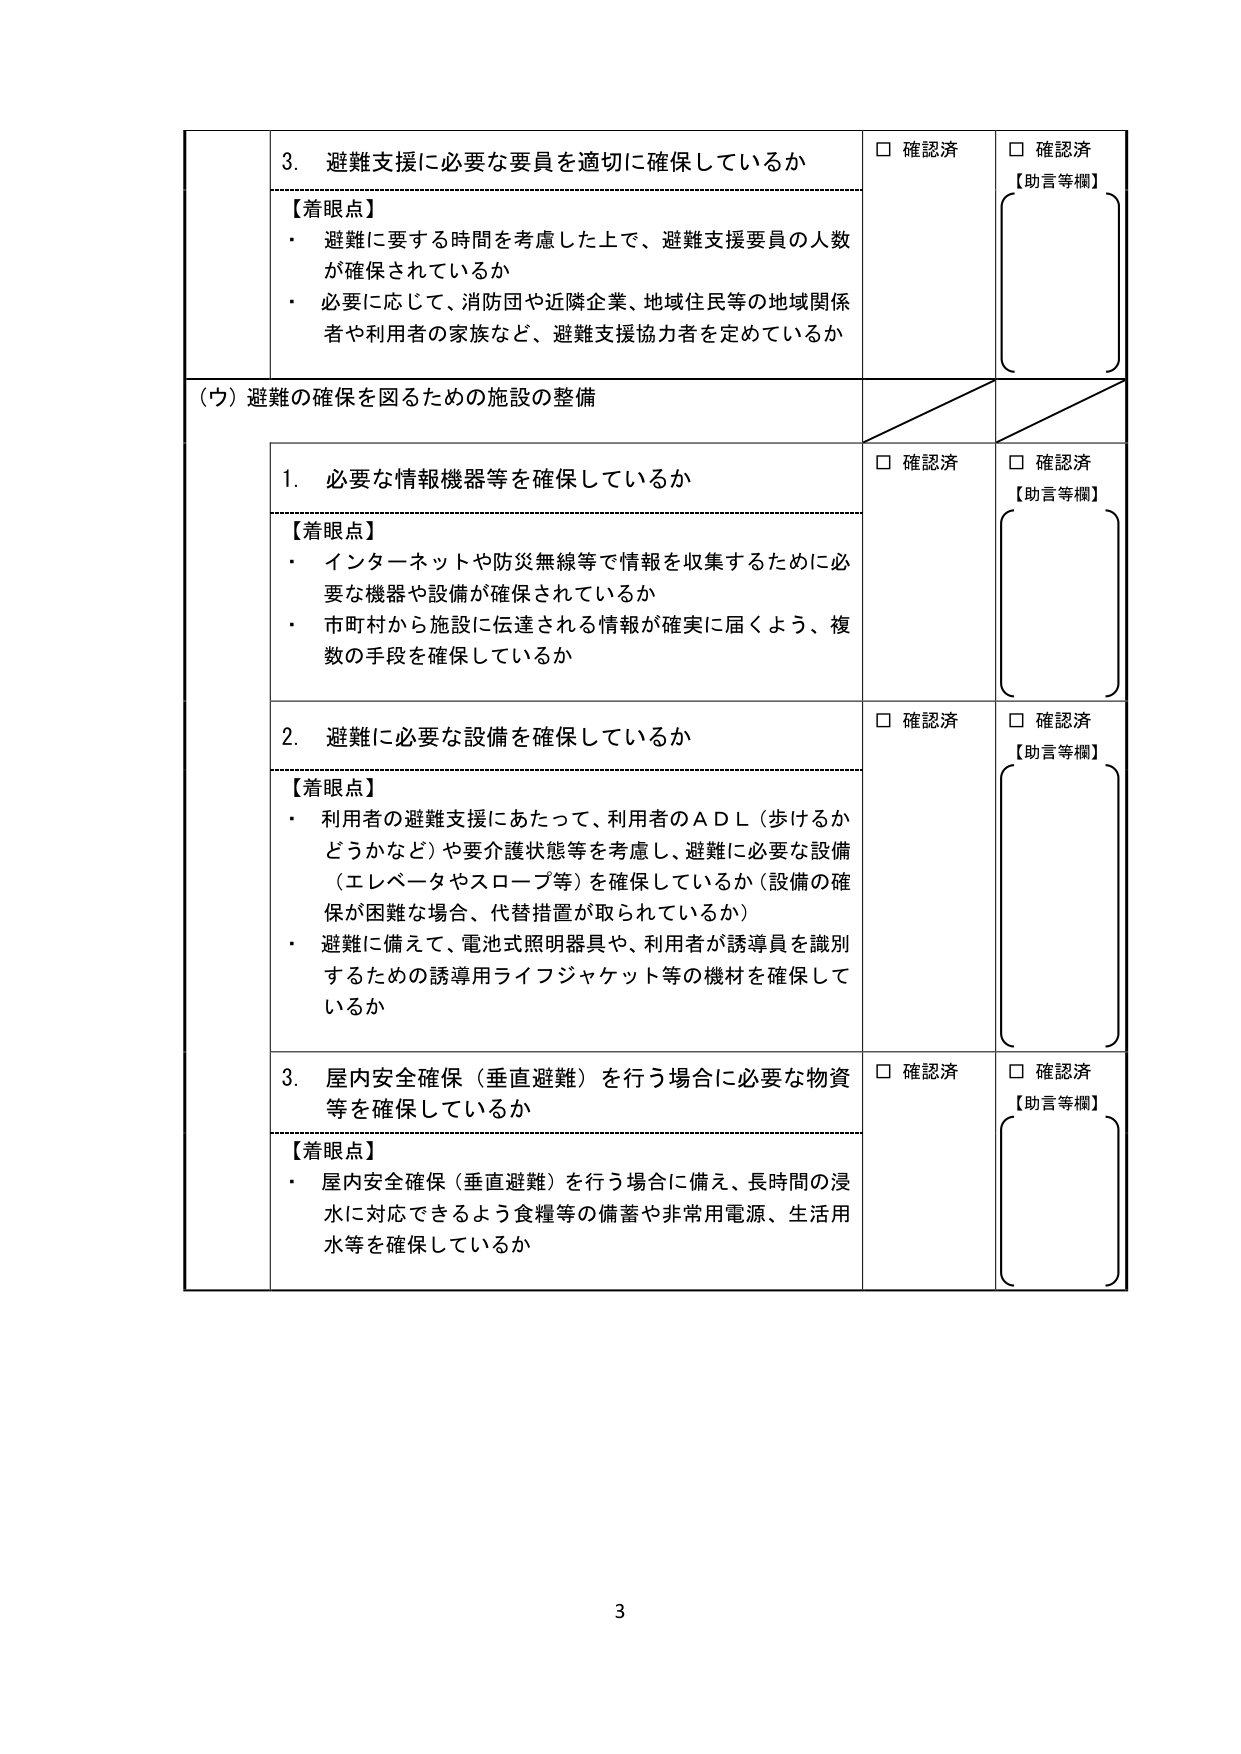 3. 避難支援に必要な要員を適切に確保しているか
□ 確認済
□ 確認済
【助言等欄】
【着眼点】
・ 避難に要する時間を考慮した上で、避難支援要員の人数
が確保されているか
・ 必要に応じて、消防団や近隣企業、地域住民等の地域関係
者や利用者の家族など、避難支援協力者を定めているか
（ウ）避難の確保を図るための施設の整備
1. 必要な情報機器等を確保しているか
□ 確認済
□ 確認済
【助言等欄】
【着眼点】
・ インターネットや防災無線等で情報を収集するために必
要な機器や設備が確保されているか
・ 市町村から施設に伝達される情報が確実に届くよう、複
数の手段を確保しているか
2. 避難に必要な設備を確保しているか
□ 確認済
□ 確認済
【助言等欄】
【着眼点】
・ 利用者の避難支援にあたって、利用者のＡＤＬ（歩けるか
どうかなど）や要介護状態等を考慮し、避難に必要な設備
（エレベータやスロープ等）を確保しているか（設備の確
保が困難な場合、代替措置が取られているか）
・ 避難に備えて、電池式照明器具や、利用者が誘導員を識別
するための誘導用ライフジャケット等の機材を確保して
いるか
3. 屋内安全確保（垂直避難）を行う場合に必要な物資
等を確保しているか
□ 確認済
□ 確認済
【助言等欄】
【着眼点】
・ 屋内安全確保（垂直避難）を行う場合に備え、長時間の浸
水に対応できるよう食糧等の備蓄や非常用電源、生活用
水等を確保しているか
3